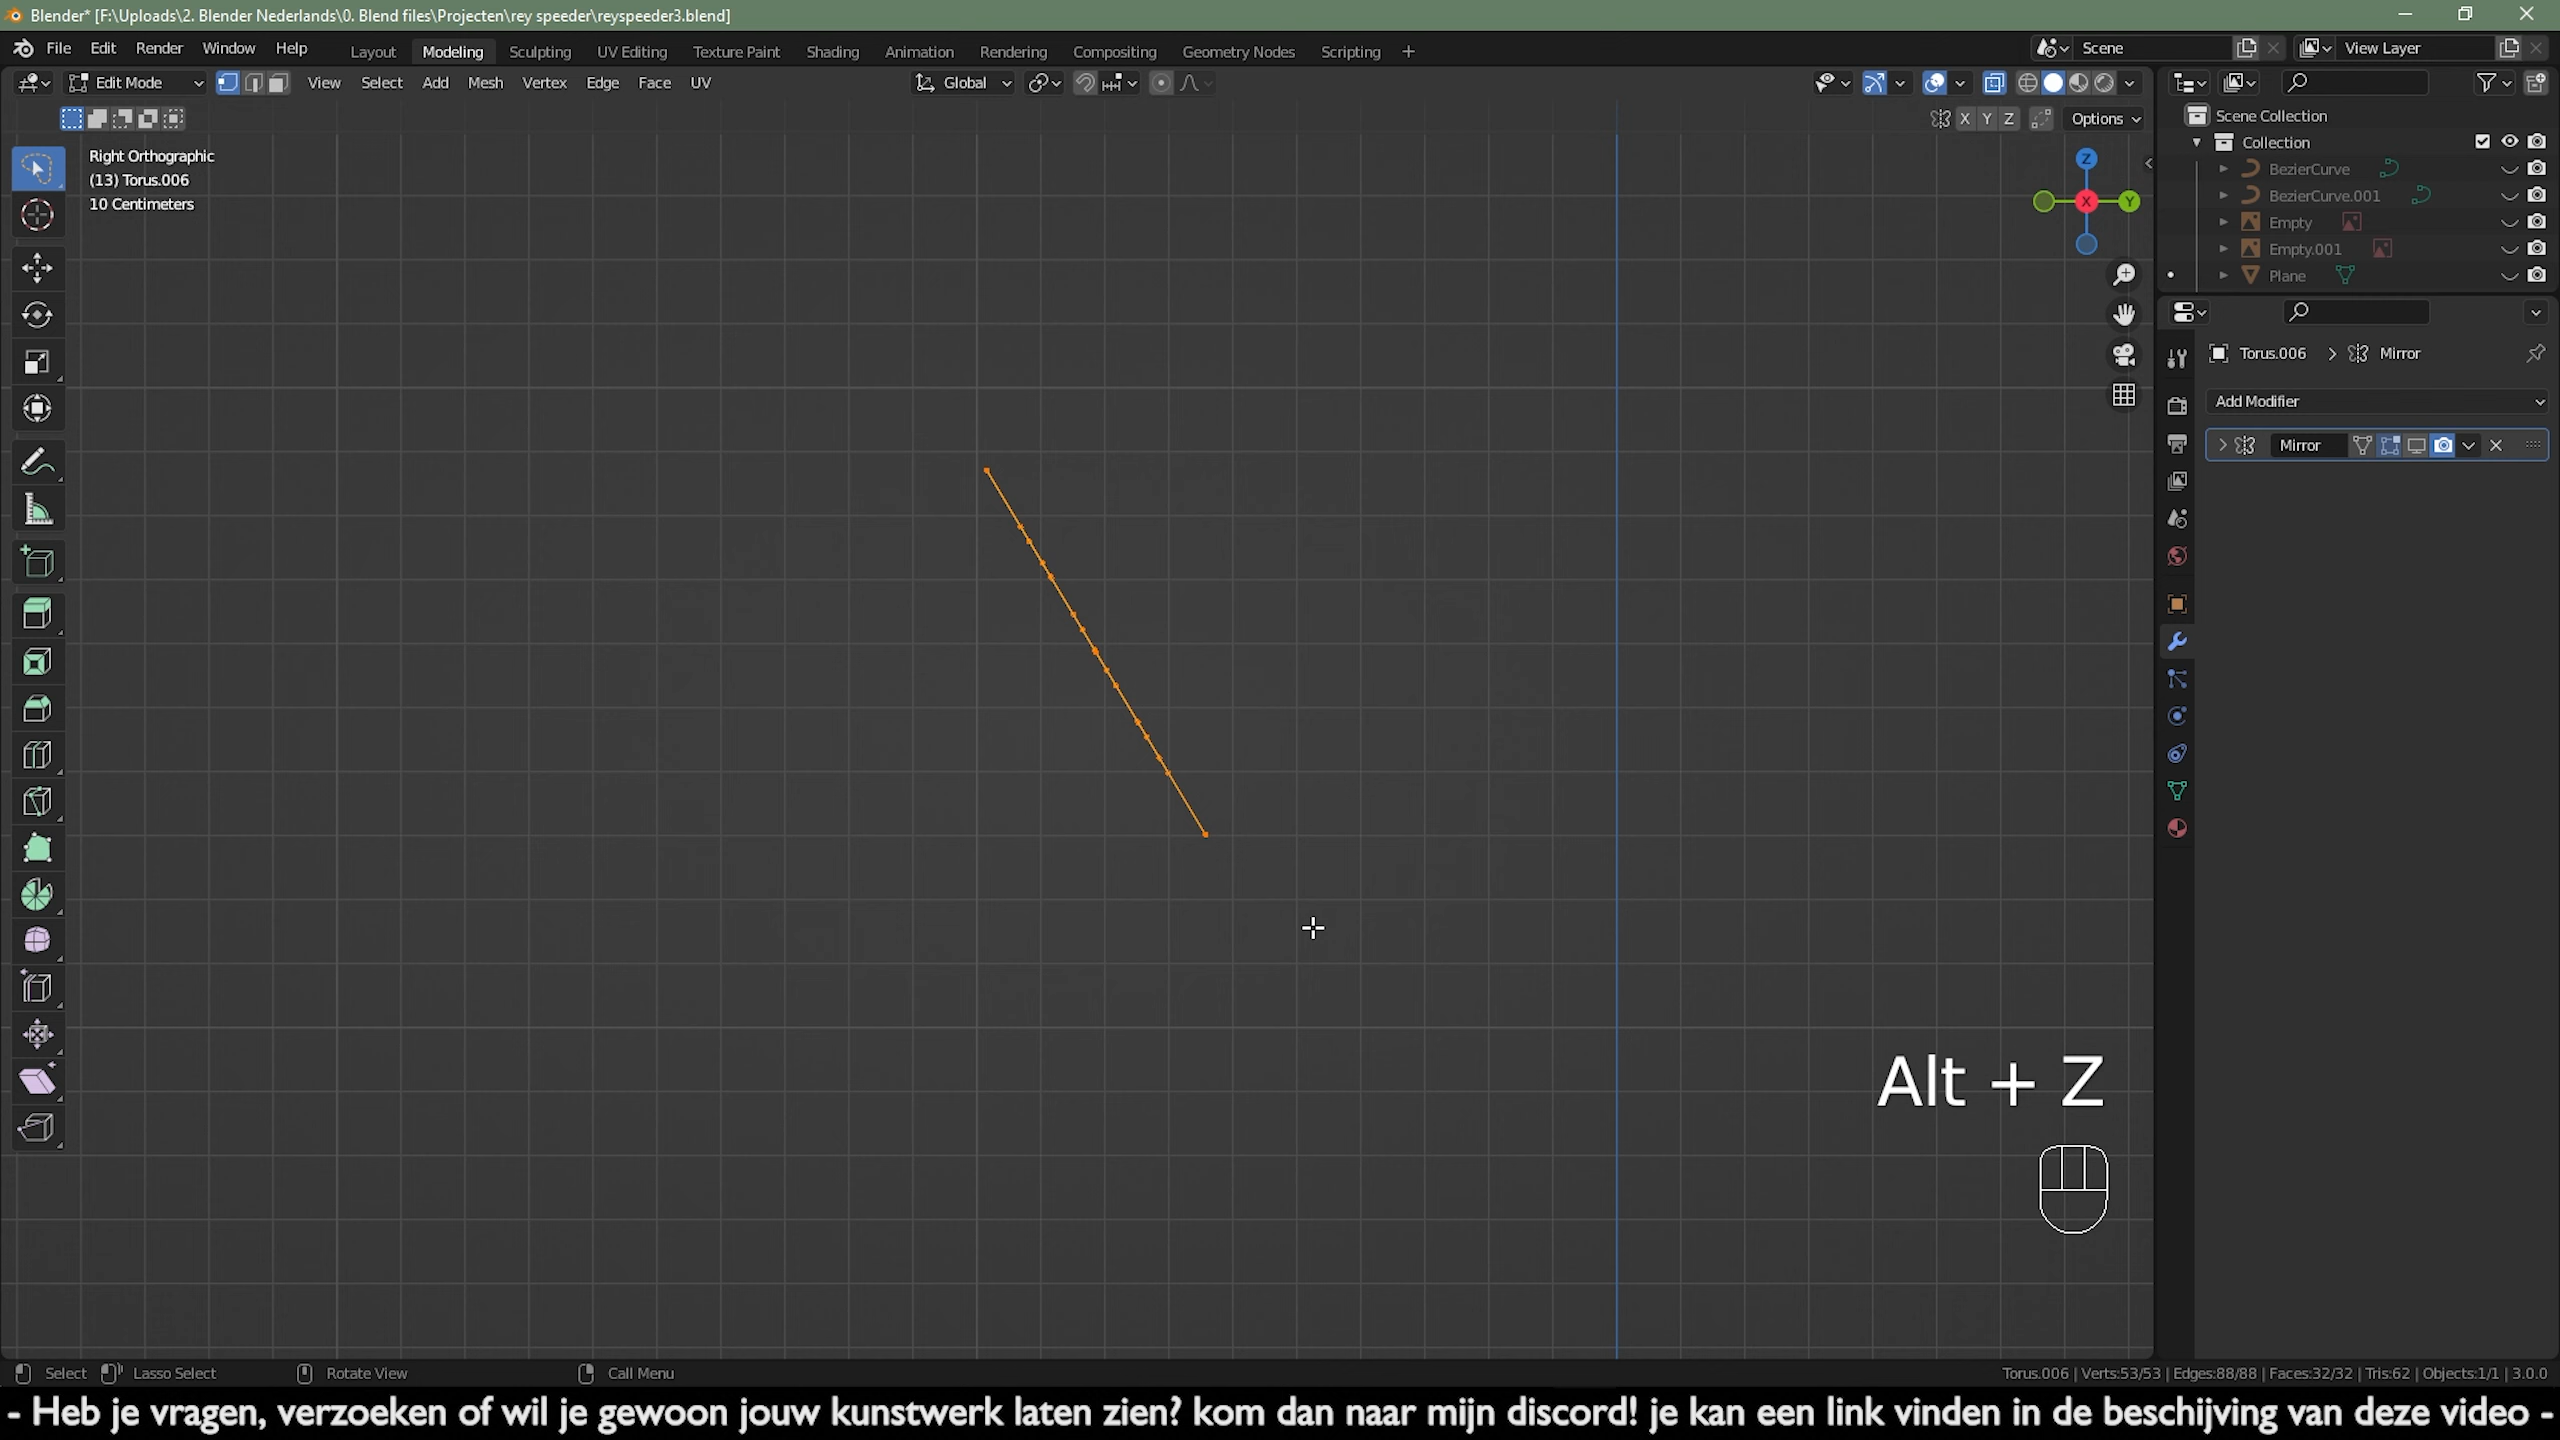 Blender* [F:\Uploads\2. Blender Nederlands\0. Blend files\Projecten\rey speeder\reyspeeder3.blend]
File Edit Render Window Help Layout Modeling Sculpting UV Editing Texture Paint Shading Animation Rendering Compositing Geometry Nodes Scripting + Scene View Layer
Edit Mode View Select Add Mesh Vertex Edge Face UV Global
X Y Z Options
Right Orthographic
(13) Torus.006
10 Centimeters
Z
X Y
Scene Collection
Collection
BezierCurve
BezierCurve.001
Empty
Empty.001
Plane
Torus.006 > Mirror
Add Modifier
Mirror
Alt + Z
Select Lasso Select Rotate View Call Menu Torus.006 | Verts:53/53 | Edges:88/88 | Faces:32/32 | Tris:62 | Objects:1/1 | 3.0.0
- Heb je vragen, verzoeken of wil je gewoon jouw kunstwerk laten zien? kom dan naar mijn discord! je kan een link vinden in de beschijving van deze video -